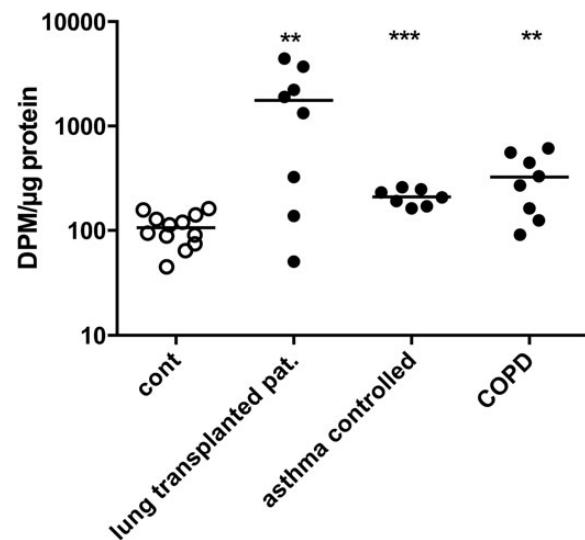 10000
1000
100
10
DPM/µg protein
**
***
**
cont
lung transplanted pat.
asthma controlled
COPD